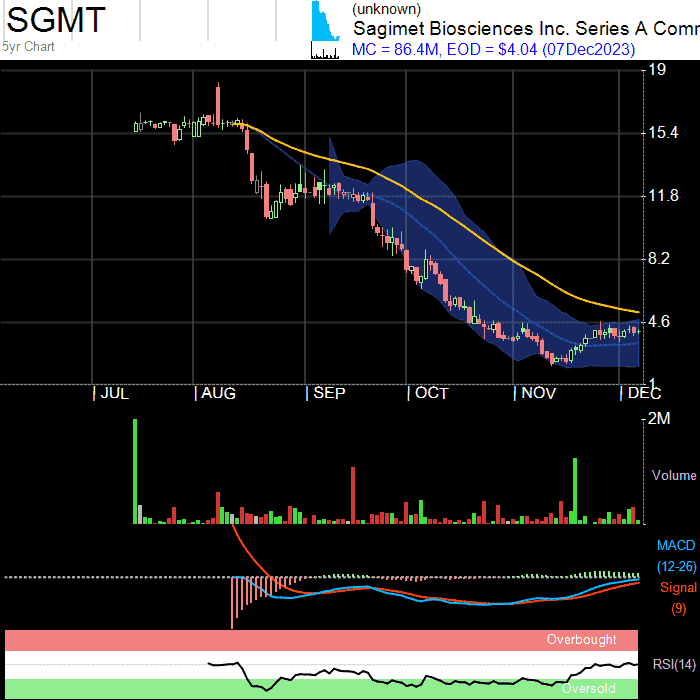 SGMT
5yr Chart
(unknown)
Sagimet Biosciences Inc. Series A Comm
MC = 86.4M, EOD = $4.04 (07Dec2023)
19
15.4
11.8
8.2
4.6
1
JUL AUG SEP OCT NOV DEC
2M
Volume
MACD
(12-26)
Signal
(9)
Overbought
RSI(14)
Oversold